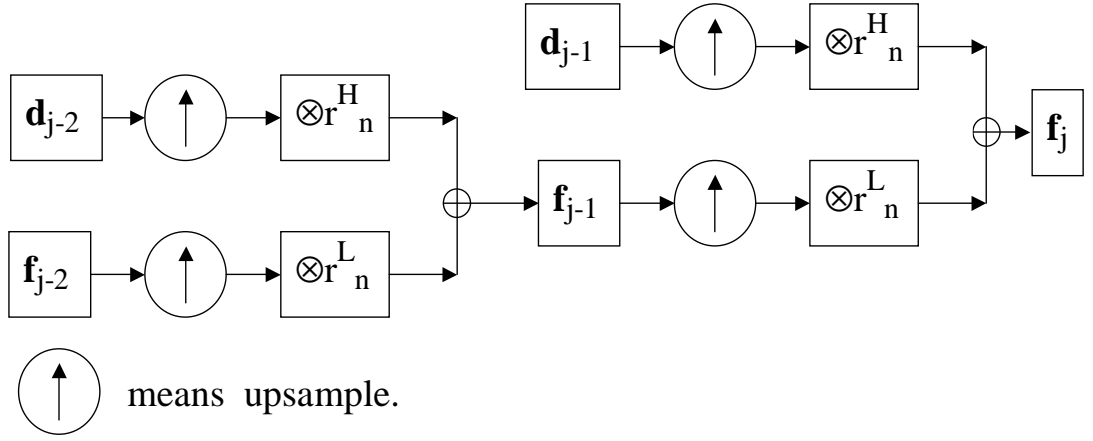 d_{j-1} ↑ ⊗r^H_n
d_{j-2} ↑ ⊗r^H_n
f_j
f_{j-1} ↑ ⊗r^L_n
f_{j-2} ↑ ⊗r^L_n
↑ means upsample.